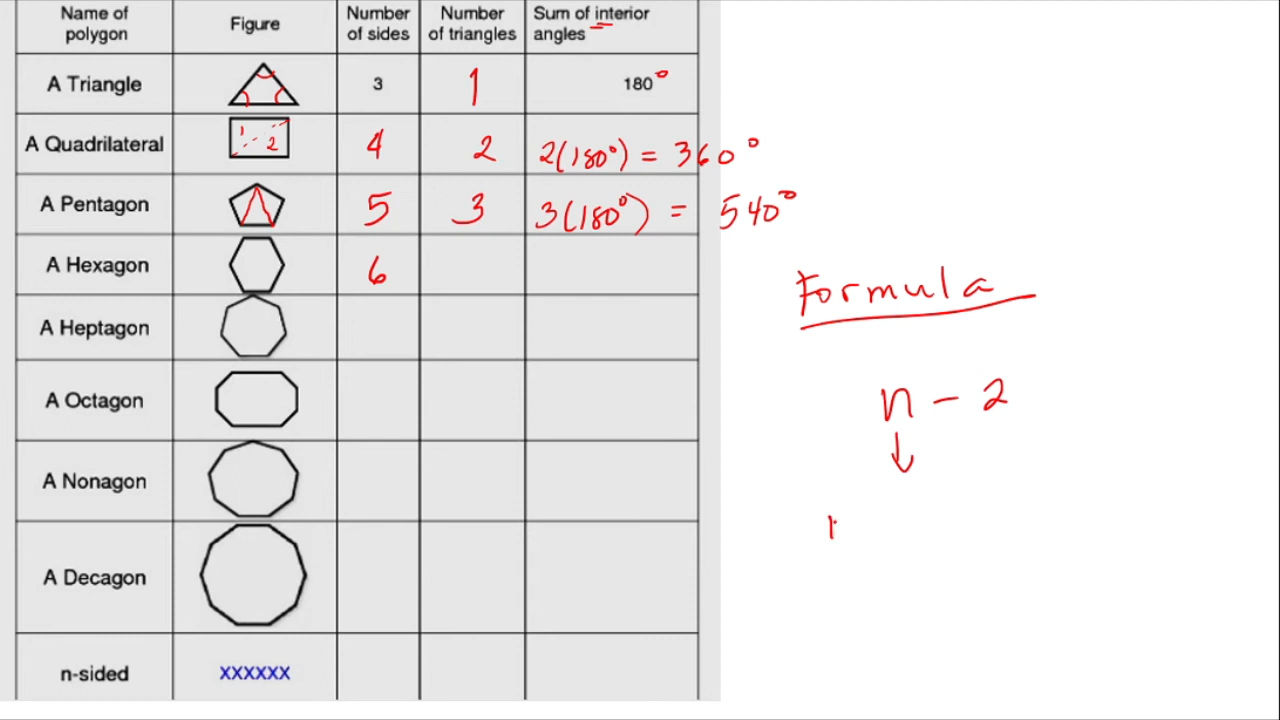 Name of polygon Figure Number of sides Number of triangles Sum of interior angles
A Triangle 3 1 180°
A Quadrilateral 1 2 4 2 2(180°) = 360°
A Pentagon 5 3 3(180°) = 540°
A Hexagon 6
Formula
A Heptagon
A Octagon n - 2
A Nonagon
A Decagon
n-sided XXXXXX